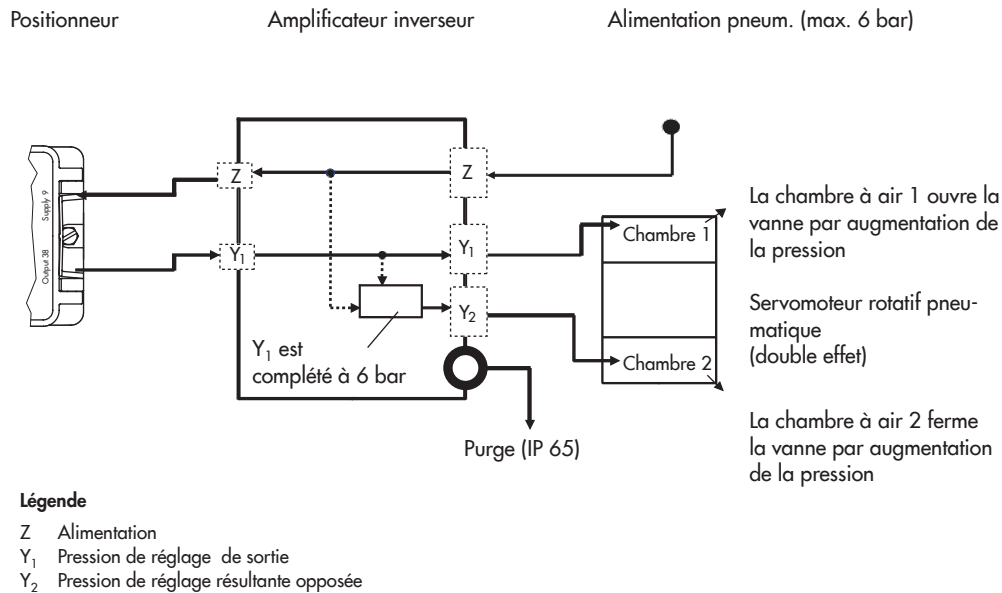 Positionneur
Amplificateur inverseur
Alimentation pneum. (max. 6 bar)
Supply 9
Output 38
Z
Z
Y1
Y1
Y2
Y1 est
complété à 6 bar
Purge (IP 65)
Chambre 1
Chambre 2
La chambre à air 1 ouvre la
vanne par augmentation de
la pression
Servomoteur rotatif pneu-
matique
(double effet)
La chambre à air 2 ferme
la vanne par augmentation
de la pression
Légende
Z Alimentation
Y1 Pression de réglage de sortie
Y2 Pression de réglage résultante opposée